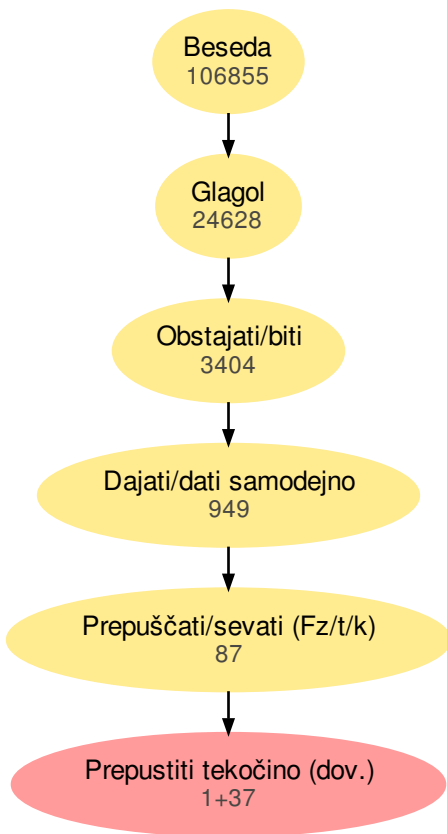 Beseda
106855
Glagol
24628
Obstajati/biti
3404
Dajati/dati samodejno
949
Prepuščati/sevati (Fz/t/k)
87
Prepustiti tekočino (dov.)
1+37